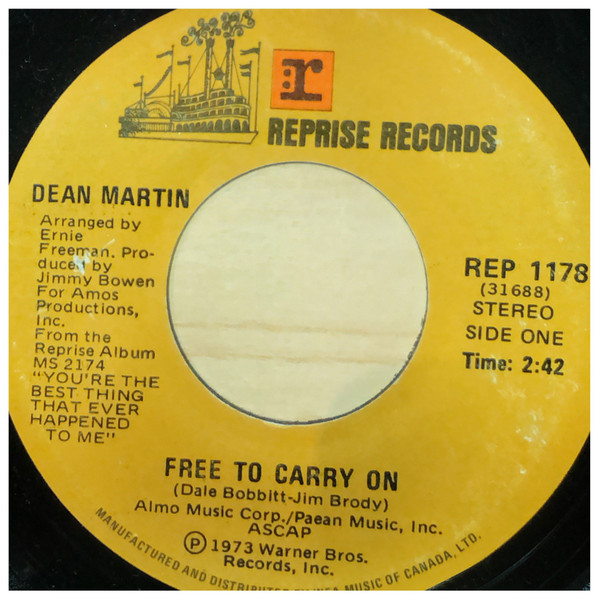 r
REPRISE RECORDS
DEAN MARTIN
Arranged by
Ernie
Freeman. Pro-
duced by
Jimmy Bowen
For Amos
Productions,
Inc.
From the
Reprise Album
MS 2174
"YOU'RE THE
BEST THING
THAT EVER
HAPPENED
TO ME"
REP 1178
(31688)
STEREO
SIDE ONE
Time: 2:42
FREE TO CARRY ON
(Dale Bobbitt-Jim Brody)
Almo Music Corp./Paean Music, Inc.
ASCAP
Ⓟ 1973 Warner Bros.
Records, Inc.
MANUFACTURED AND DISTRIBUTED MUSIC OF CANADA, LTD.